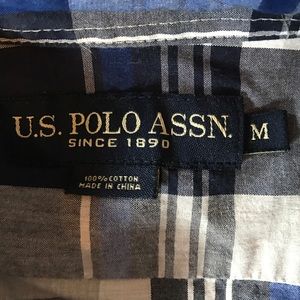 U.S. POLO ASSN.
SINCE 1890
M
100% COTTON
MADE IN CHINA